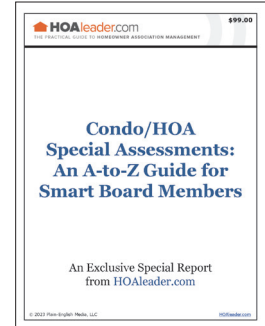 HOAleader.com
$99.00
THE PRACTICAL GUIDE TO HOMEOWNER ASSOCIATION MANAGEMENT
Condo/HOA
Special Assessments:
An A-to-Z Guide for
Smart Board Members
An Exclusive Special Report
from HOAleader.com
© 2023 Plain-English Media, LLC
HOAleader.com